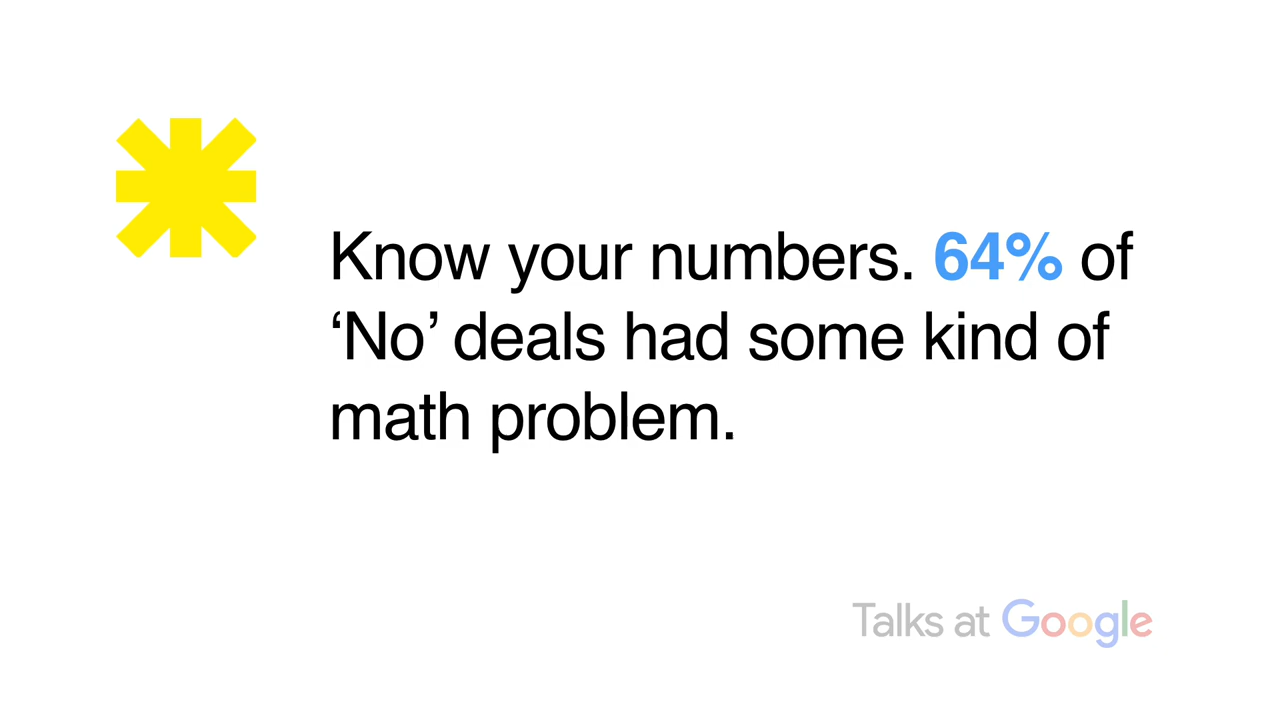 Know your numbers. 64% of
‘No’ deals had some kind of
math problem.
Talks at Google